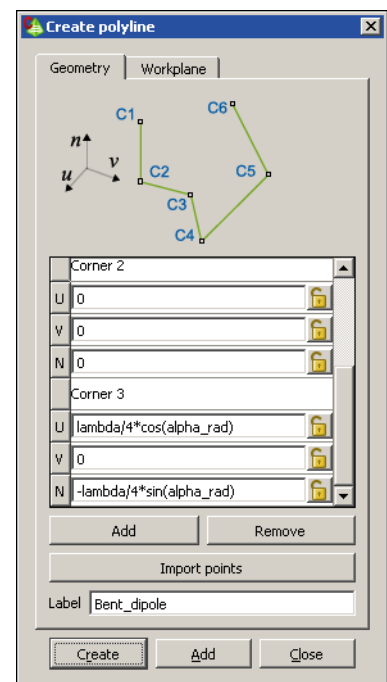 Create polyline
Geometry Workplane
C1 C6
n
u v C2 C5
C3
C4
Corner 2
U 0
V 0
N 0
Corner 3
U lambda/4*cos(alpha_rad)
V 0
N -lambda/4*sin(alpha_rad)
Add Remove
Import points
Label Bent_dipole
Create Add Close